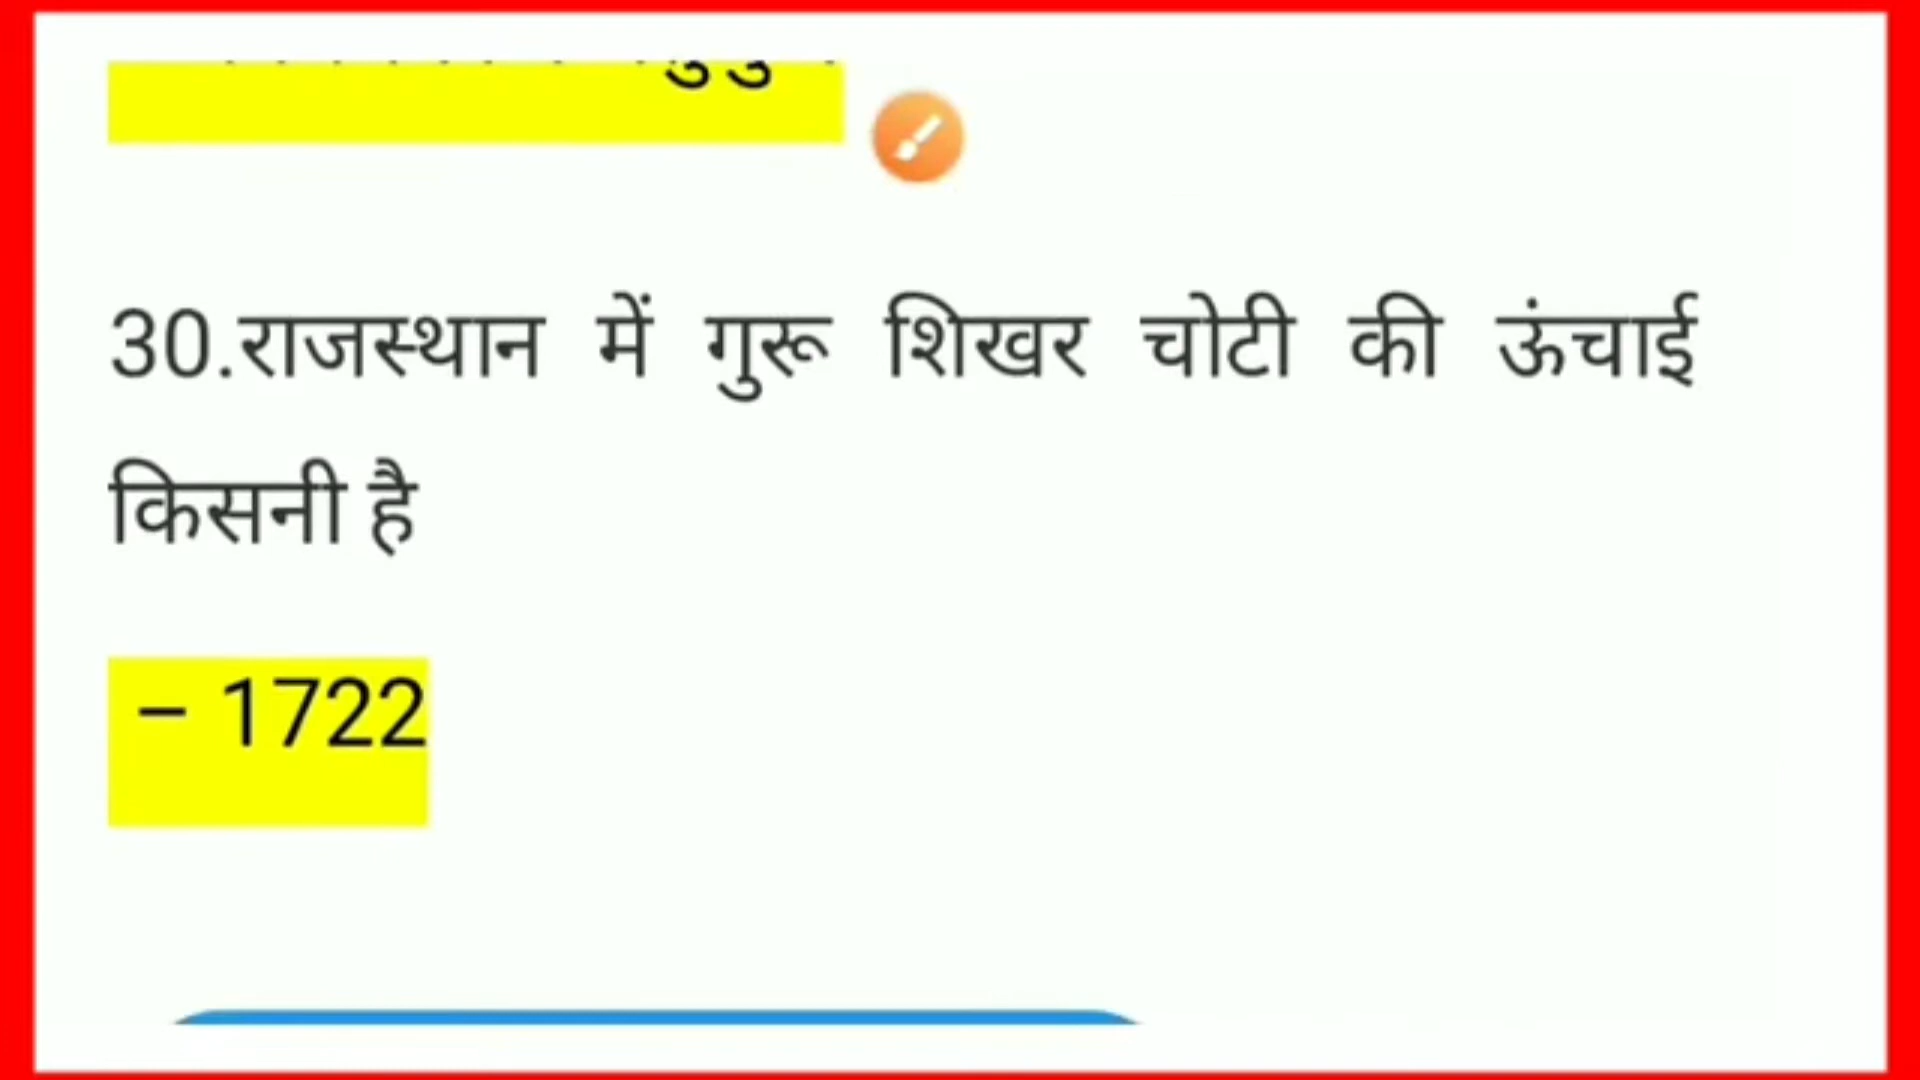 30.राजस्थान में गुरू शिखर चोटी की ऊंचाई
किसनी है
– 1722